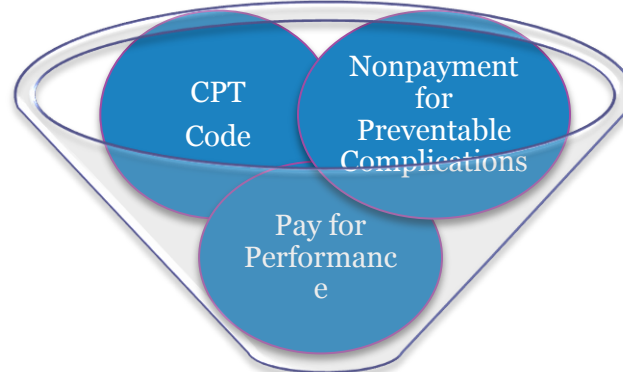 CPT
Code
Nonpayment
for
Preventable
Complications
Pay for
Performanc
e